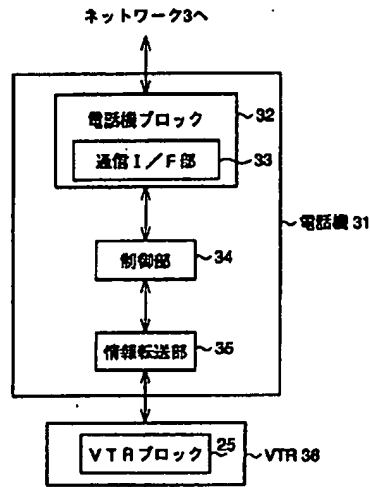 ネットワーク3へ
電話機ブロック
32
通信I/F部
33
電話機31
制御部
34
情報転送部
35
VTRブロック
25
VTR 36